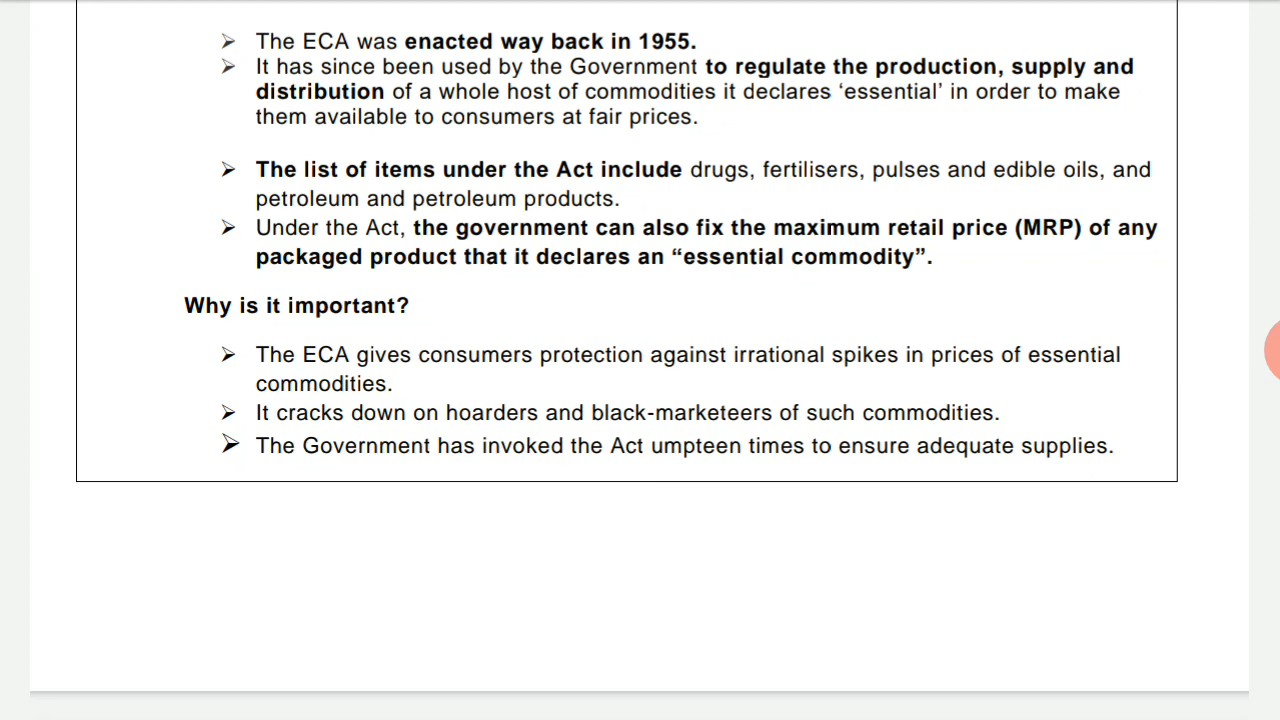 ➢ The ECA was enacted way back in 1955.
➢ It has since been used by the Government to regulate the production, supply and
distribution of a whole host of commodities it declares ‘essential’ in order to make
them available to consumers at fair prices.
➢ The list of items under the Act include drugs, fertilisers, pulses and edible oils, and
petroleum and petroleum products.
➢ Under the Act, the government can also fix the maximum retail price (MRP) of any
packaged product that it declares an “essential commodity”.
Why is it important?
➢ The ECA gives consumers protection against irrational spikes in prices of essential
commodities.
➢ It cracks down on hoarders and black-marketeers of such commodities.
➢ The Government has invoked the Act umpteen times to ensure adequate supplies.